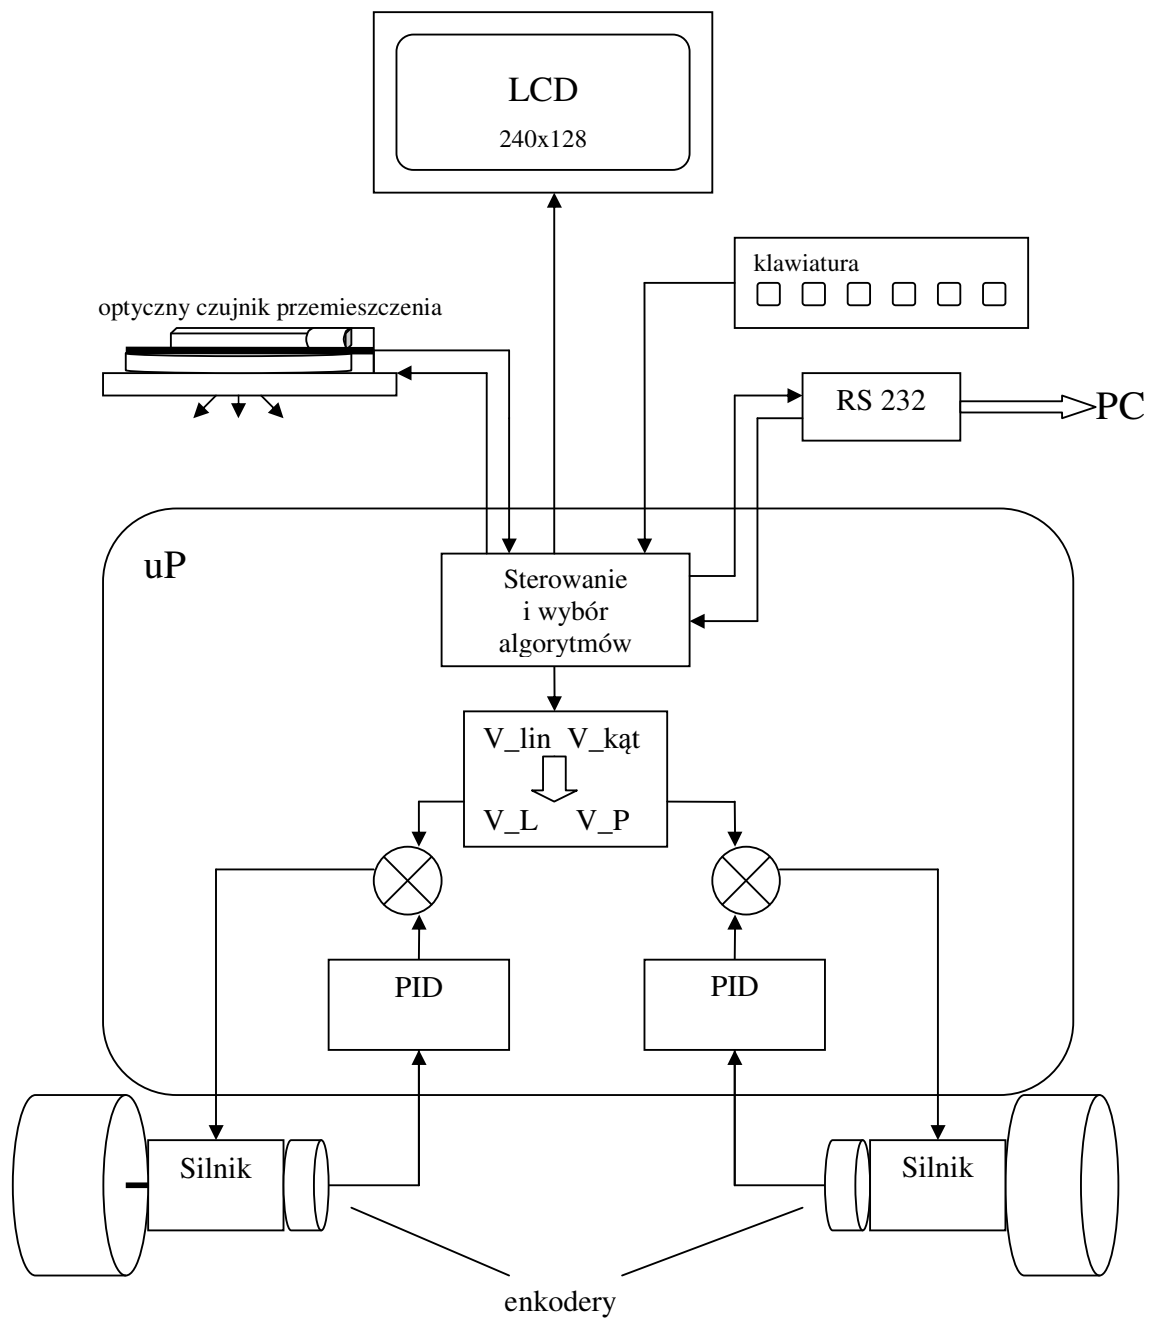 LCD
240x128
klawiatura
optyczny czujnik przemieszczenia
RS 232
PC
uP
Sterowanie
i wybór
algorytmów
V_lin V_kąt
V_L V_P
PID
PID
Silnik
Silnik
enkodery